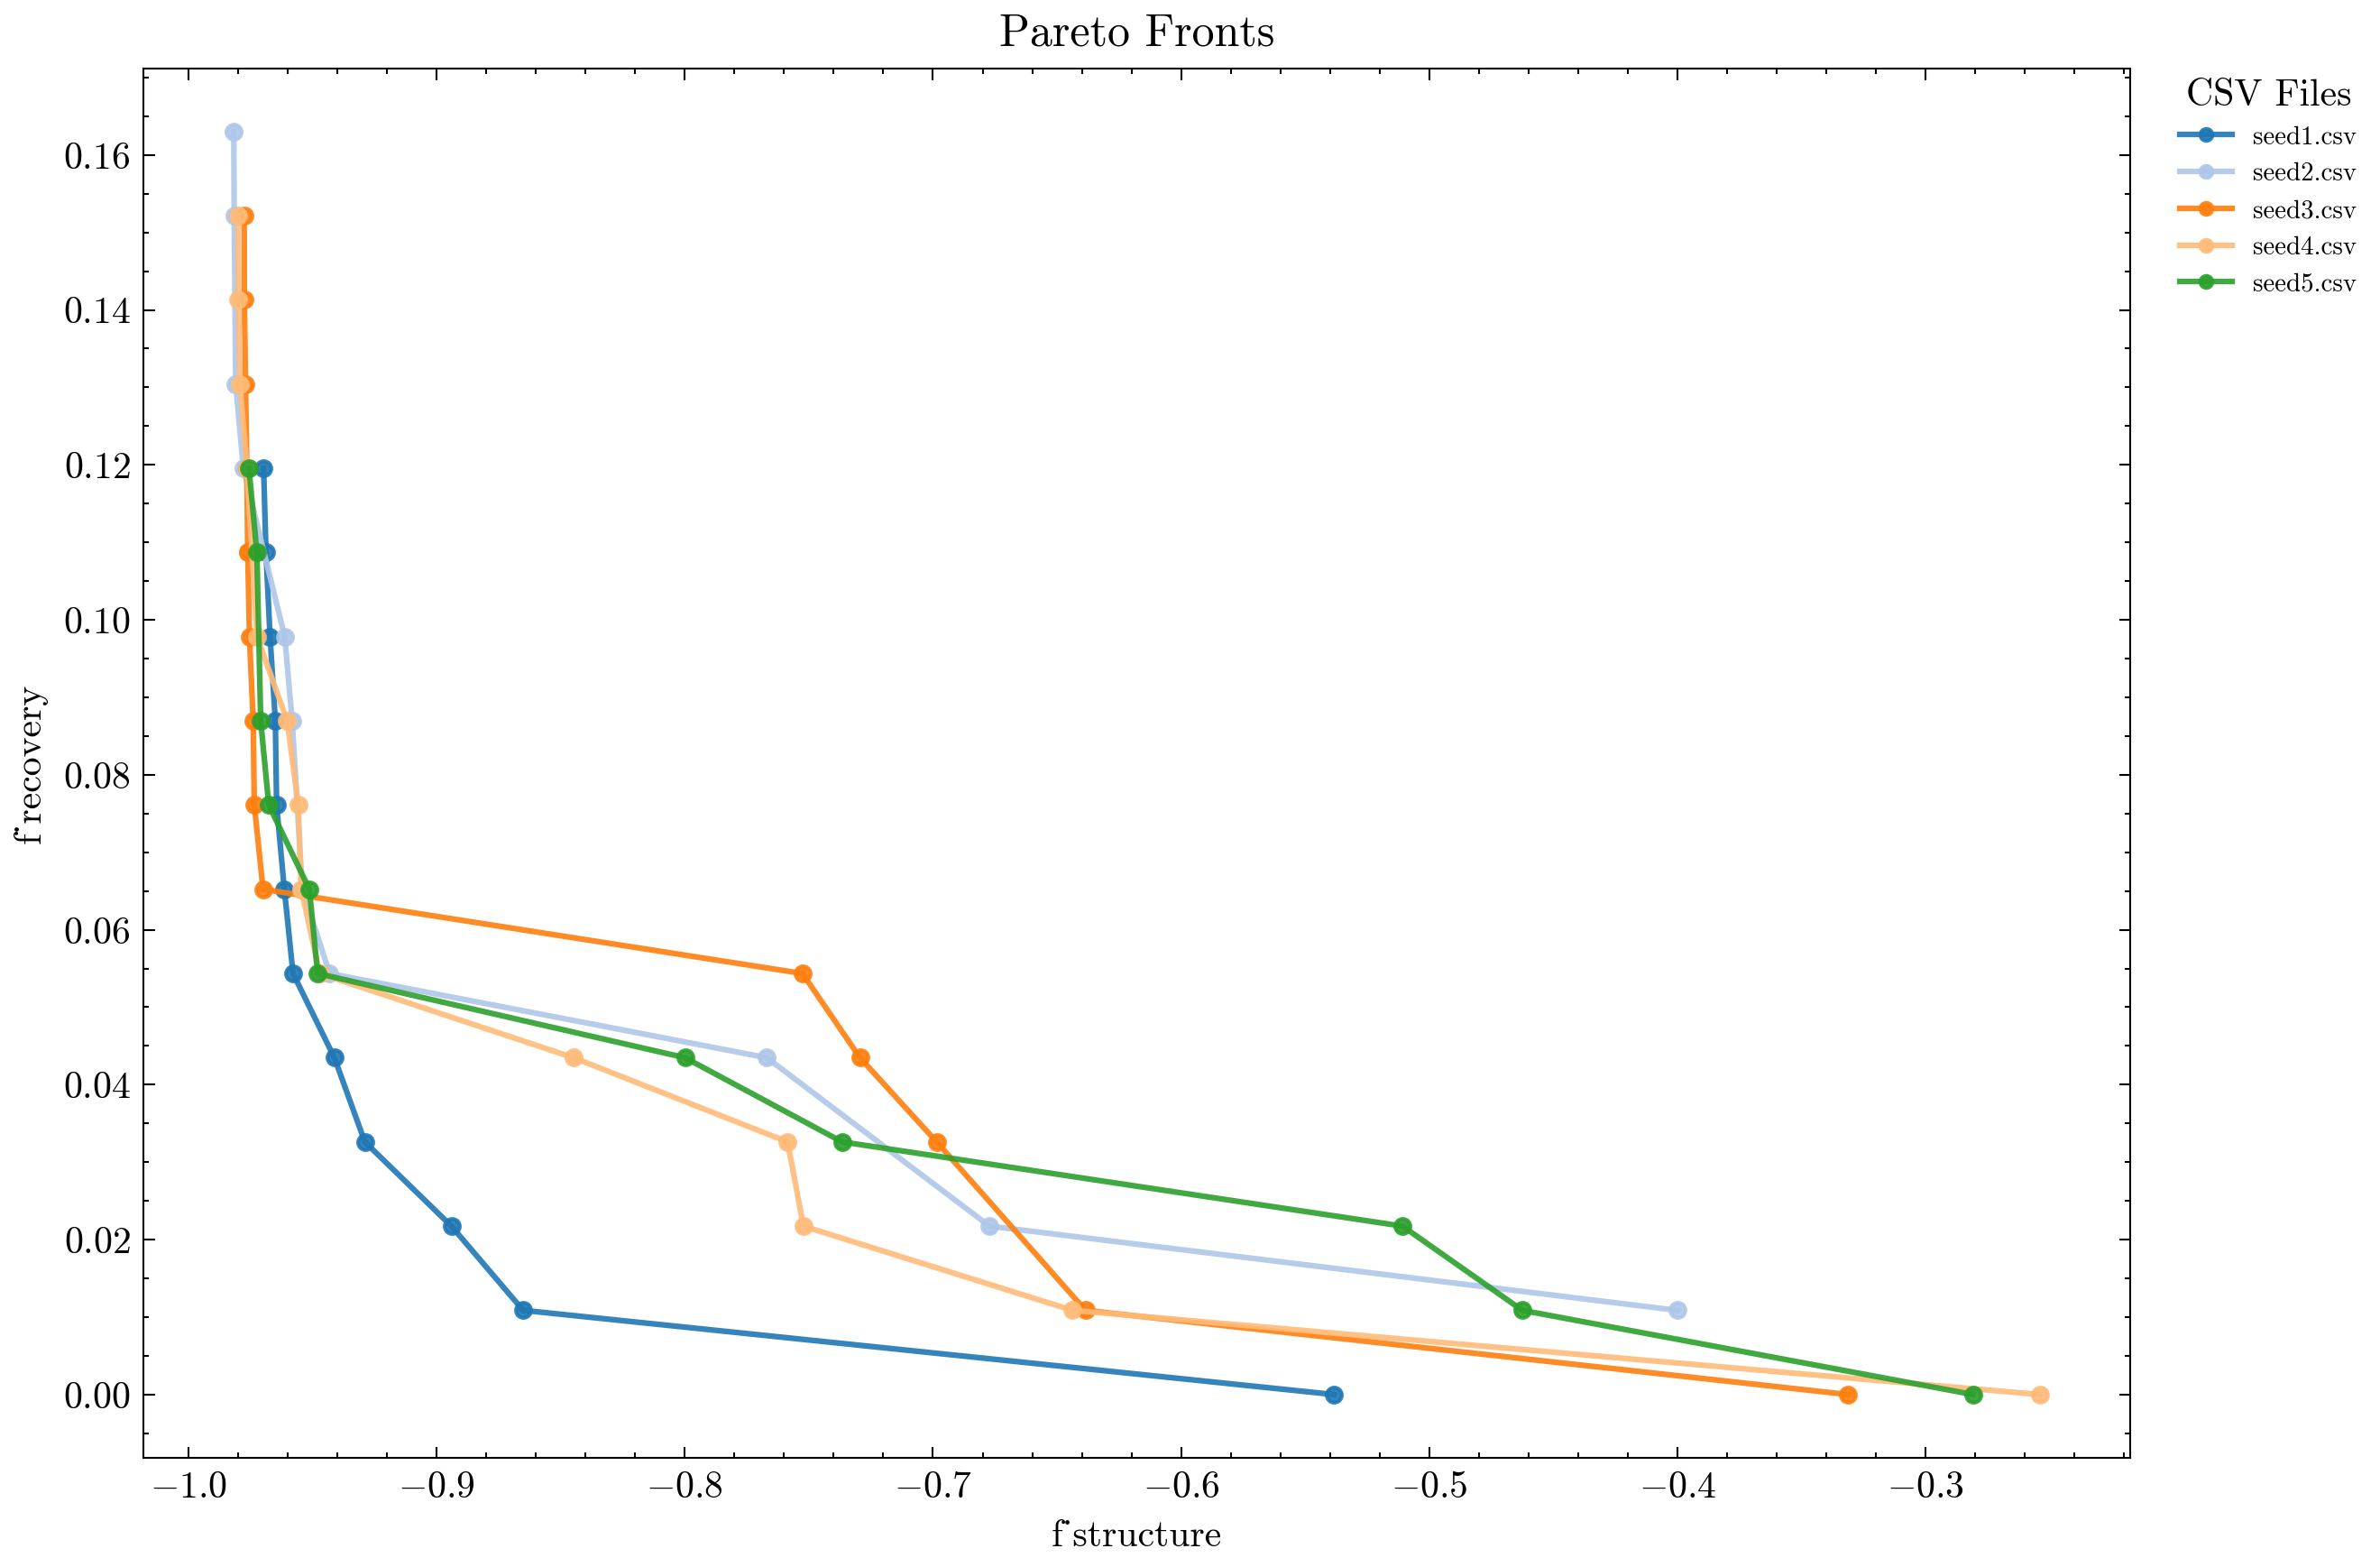 Pareto Fronts
CSV Files
seed1.csv
seed2.csv
seed3.csv
seed4.csv
seed5.csv
0.16
0.14
0.12
0.10
0.08
0.06
0.04
0.02
0.00
f˙recovery
−1.0 −0.9 −0.8 −0.7 −0.6 −0.5 −0.4 −0.3
f˙structure